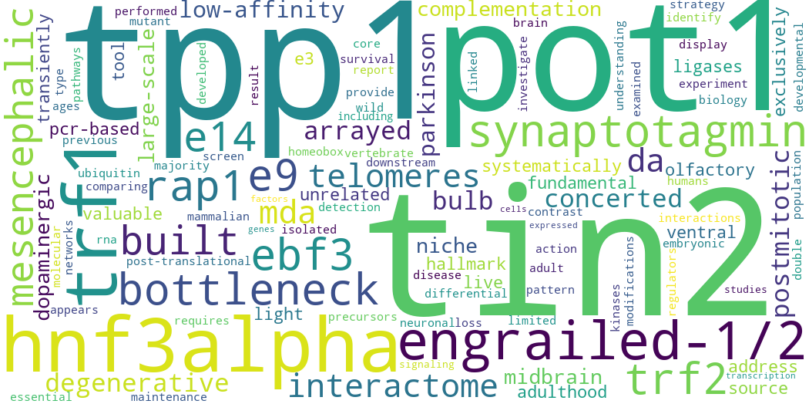 performed
low-affinity
complementation
strategy
identify
mutant
core
brain
display
developmental
transiently
type
pathways
tool
large-scale
developed
tpp1
e3
survival
report
pot1
linked
investigate
understanding
examined
ligases
experiment
biology
exclusively
mesencephalic
ages
result
provide
wild
including
parkinson
pcr-based
previous
e14
arrayed
synaptotagmin
trf1
majority
screen
homeobox
vertebrate
downstream
systematically
da
olfactory
ubiquitin
comparing
rap1
e9
telomeres
fundamental
humans
dopaminergic
molecular
networks
valuable
mammalian
factors
unrelated
mda
detection
bulb
cells
contrast
concerted
interactions
ventral
postmitotic
population
double
rna
genes
isolated
expressed
embryonic
built
ebf3
niche
action
adult
hallmark
live
tin2
post-translational
disease
pattern
kinases
modifications
regulators
studies
appears
bottleneck
differential
light
precursors
neuronal
loss
limited
requires
hnf3alpha
engrailed-1/2
signaling
degenerative
interactome
midbrain
adulthood
trf2
address
transcription
source
essential
maintenance